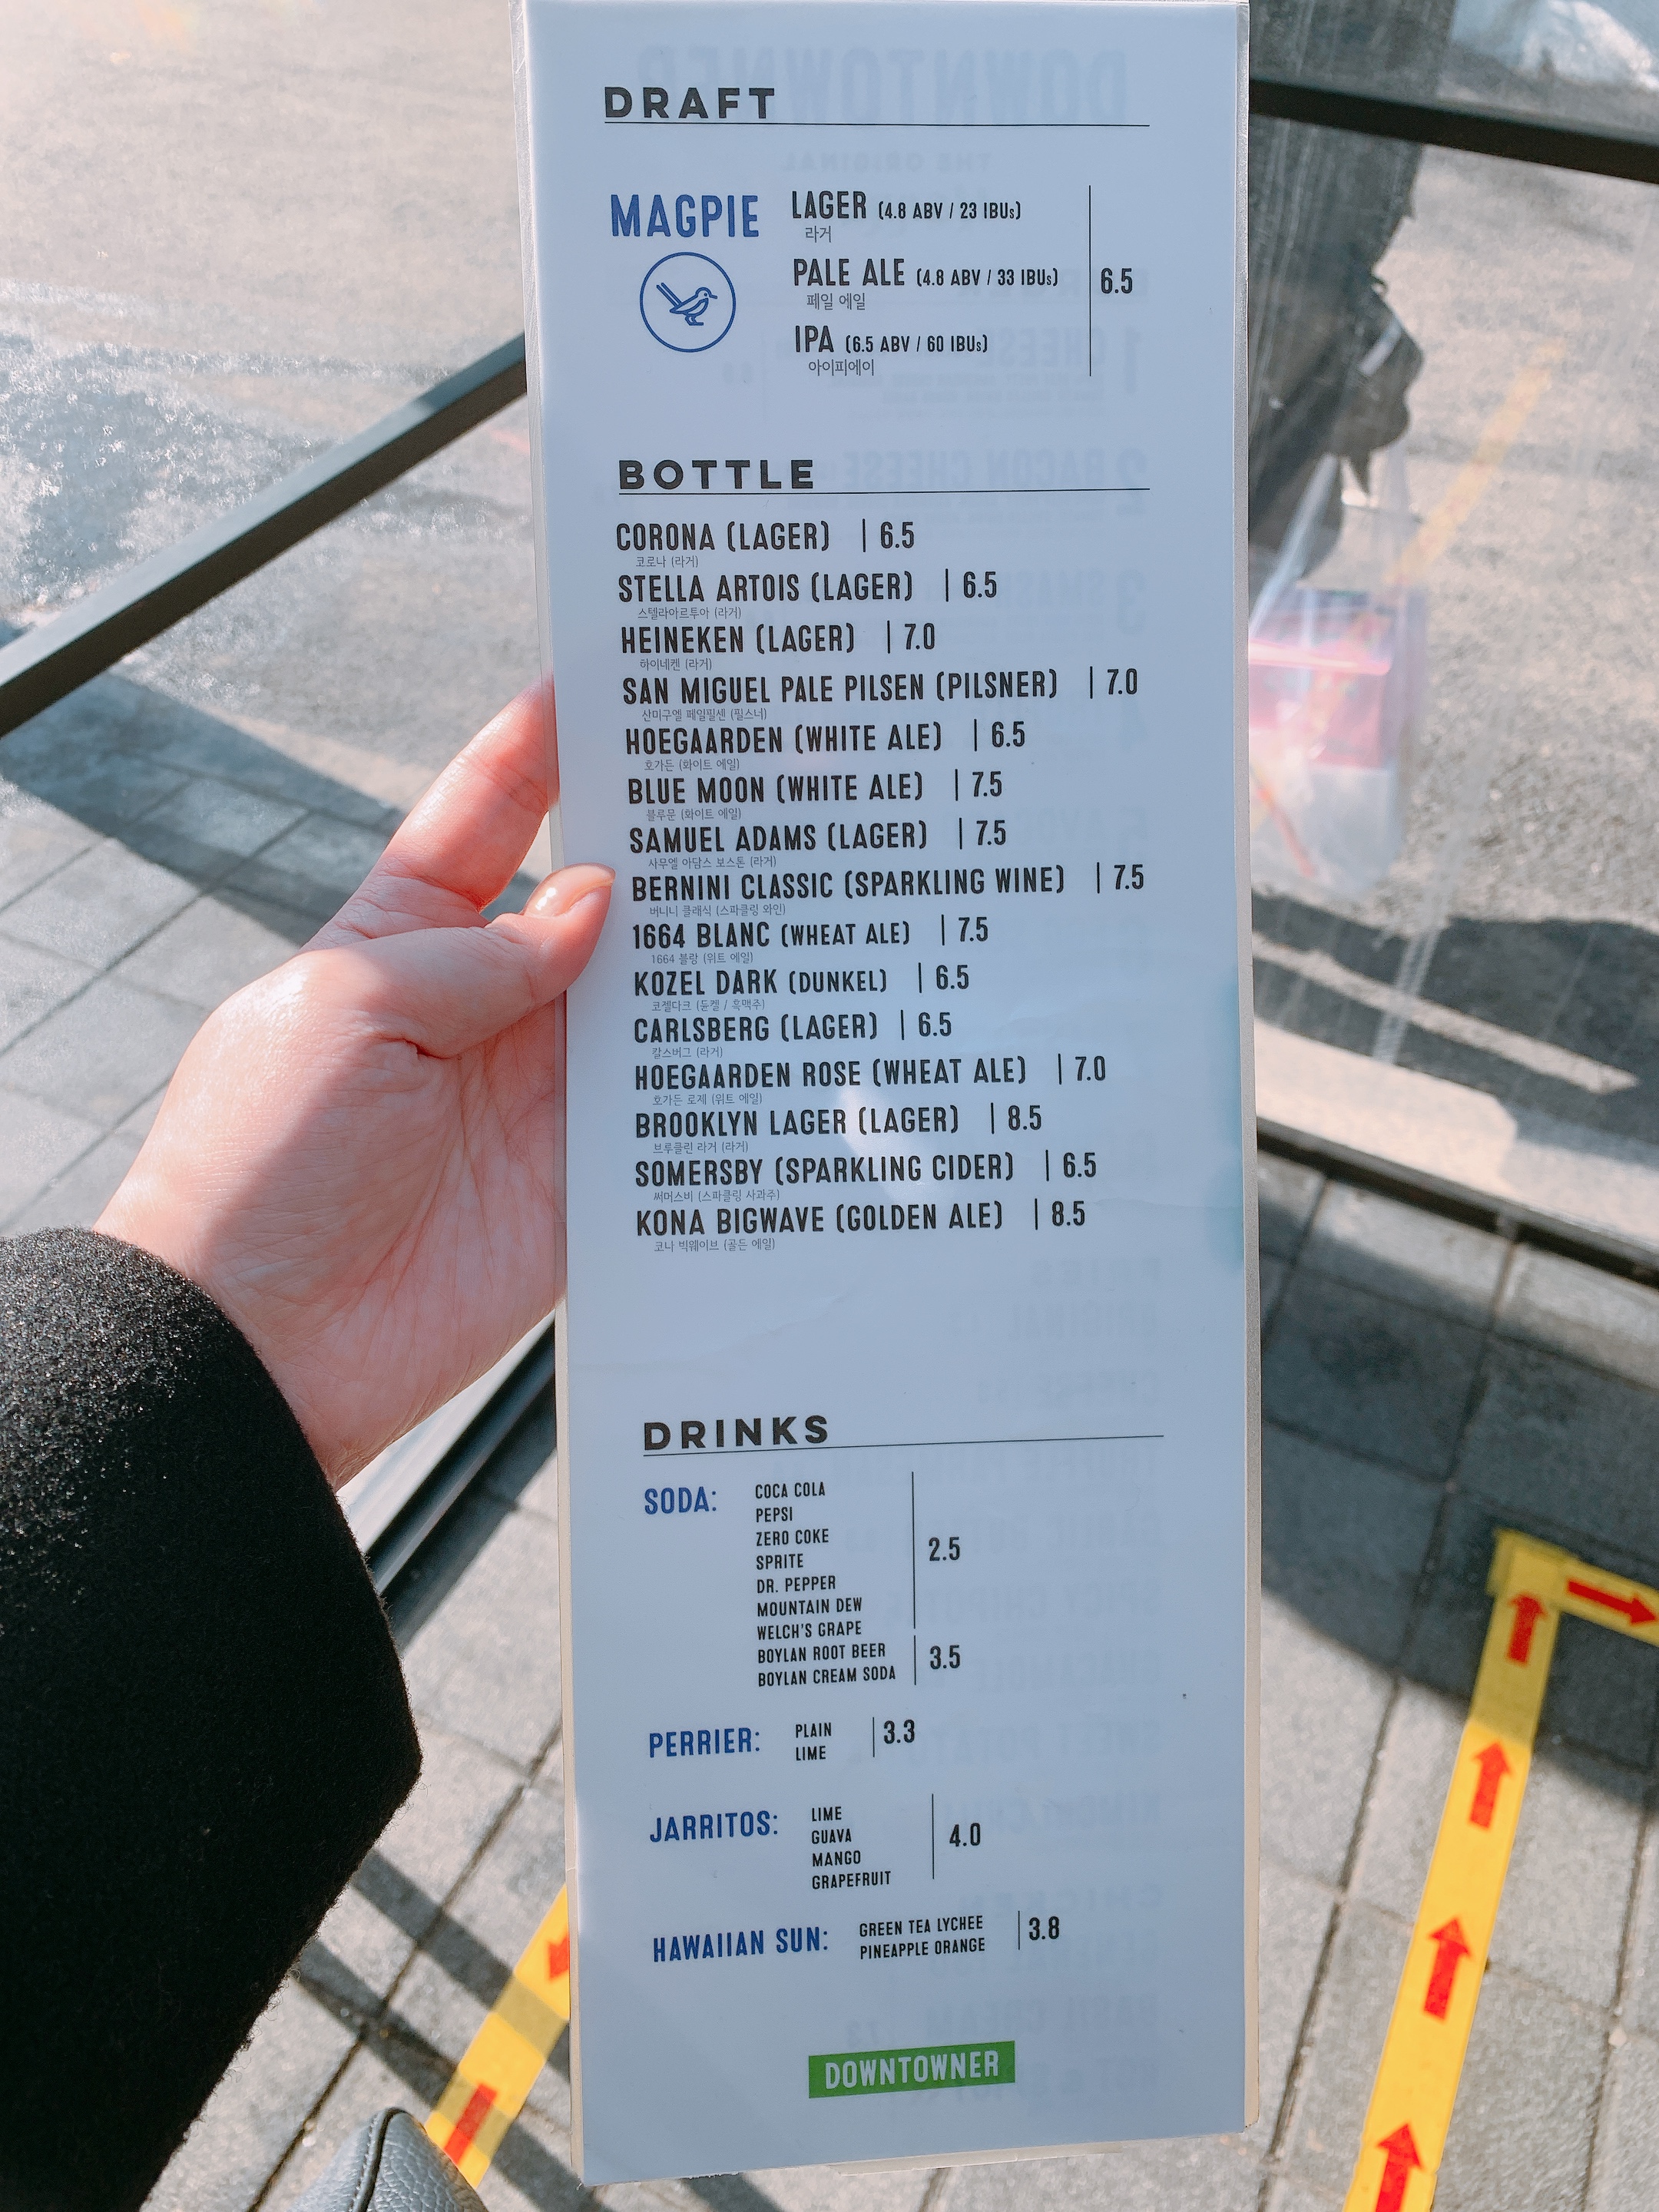 DRAFT
MAGPIE
LAGER (4.8 ABV / 23 IBUs)
라거
PALE ALE (4.8 ABV / 33 IBUs)
페일 에일
IPA (6.5 ABV / 60 IBUs)
아이피에이
6.5
BOTTLE
CORONA (LAGER) | 6.5
코로나 (라거)
STELLA ARTOIS (LAGER) | 6.5
스텔라아르투아 (라거)
HEINEKEN (LAGER) | 7.0
하이네켄 (라거)
SAN MIGUEL PALE PILSEN (PILSNER) | 7.0
산미구엘 페일필센 (필스너)
HOEGAARDEN (WHITE ALE) | 6.5
호가든 (화이트 에일)
BLUE MOON (WHITE ALE) | 7.5
블루문 (화이트 에일)
SAMUEL ADAMS (LAGER) | 7.5
사무엘 아담스 보스톤 (라거)
BERNINI CLASSIC (SPARKLING WINE) | 7.5
버니니 클래식 (스파클링 와인)
1664 BLANC (WHEAT ALE) | 7.5
1664 블랑 (위트 에일)
KOZEL DARK (DUNKEL) | 6.5
코젤다크 (둔켈 / 흑맥주)
CARLSBERG (LAGER) | 6.5
칼스버그 (라거)
HOEGAARDEN ROSE (WHEAT ALE) | 7.0
호가든 로제 (위트 에일)
BROOKLYN LAGER (LAGER) | 8.5
브루클린 라거 (라거)
SOMERSBY (SPARKLING CIDER) | 6.5
써머스비 (스파클링 사과주)
KONA BIGWAVE (GOLDEN ALE) | 8.5
코나 빅웨이브 (골든 에일)
DRINKS
SODA:
COCA COLA
PEPSI
ZERO COKE
SPRITE
DR. PEPPER
MOUNTAIN DEW
WELCH'S GRAPE
2.5
BOYLAN ROOT BEER
BOYLAN CREAM SODA
3.5
PERRIER:
PLAIN
LIME
3.3
JARRITOS:
LIME
GUAVA
MANGO
GRAPEFRUIT
4.0
HAWAIIAN SUN:
GREEN TEA LYCHEE
PINEAPPLE ORANGE
3.8
DOWNTOWNER